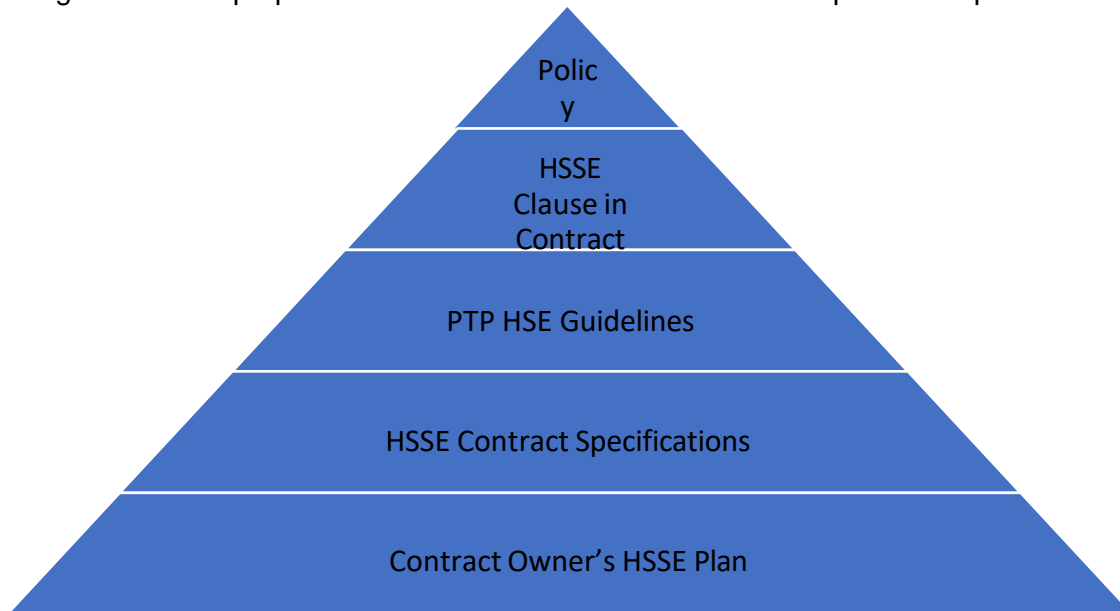 Polic
y
HSSE
Clause in
Contract
PTP HSE Guidelines
HSSE Contract Specifications
Contract Owner’s HSSE Plan